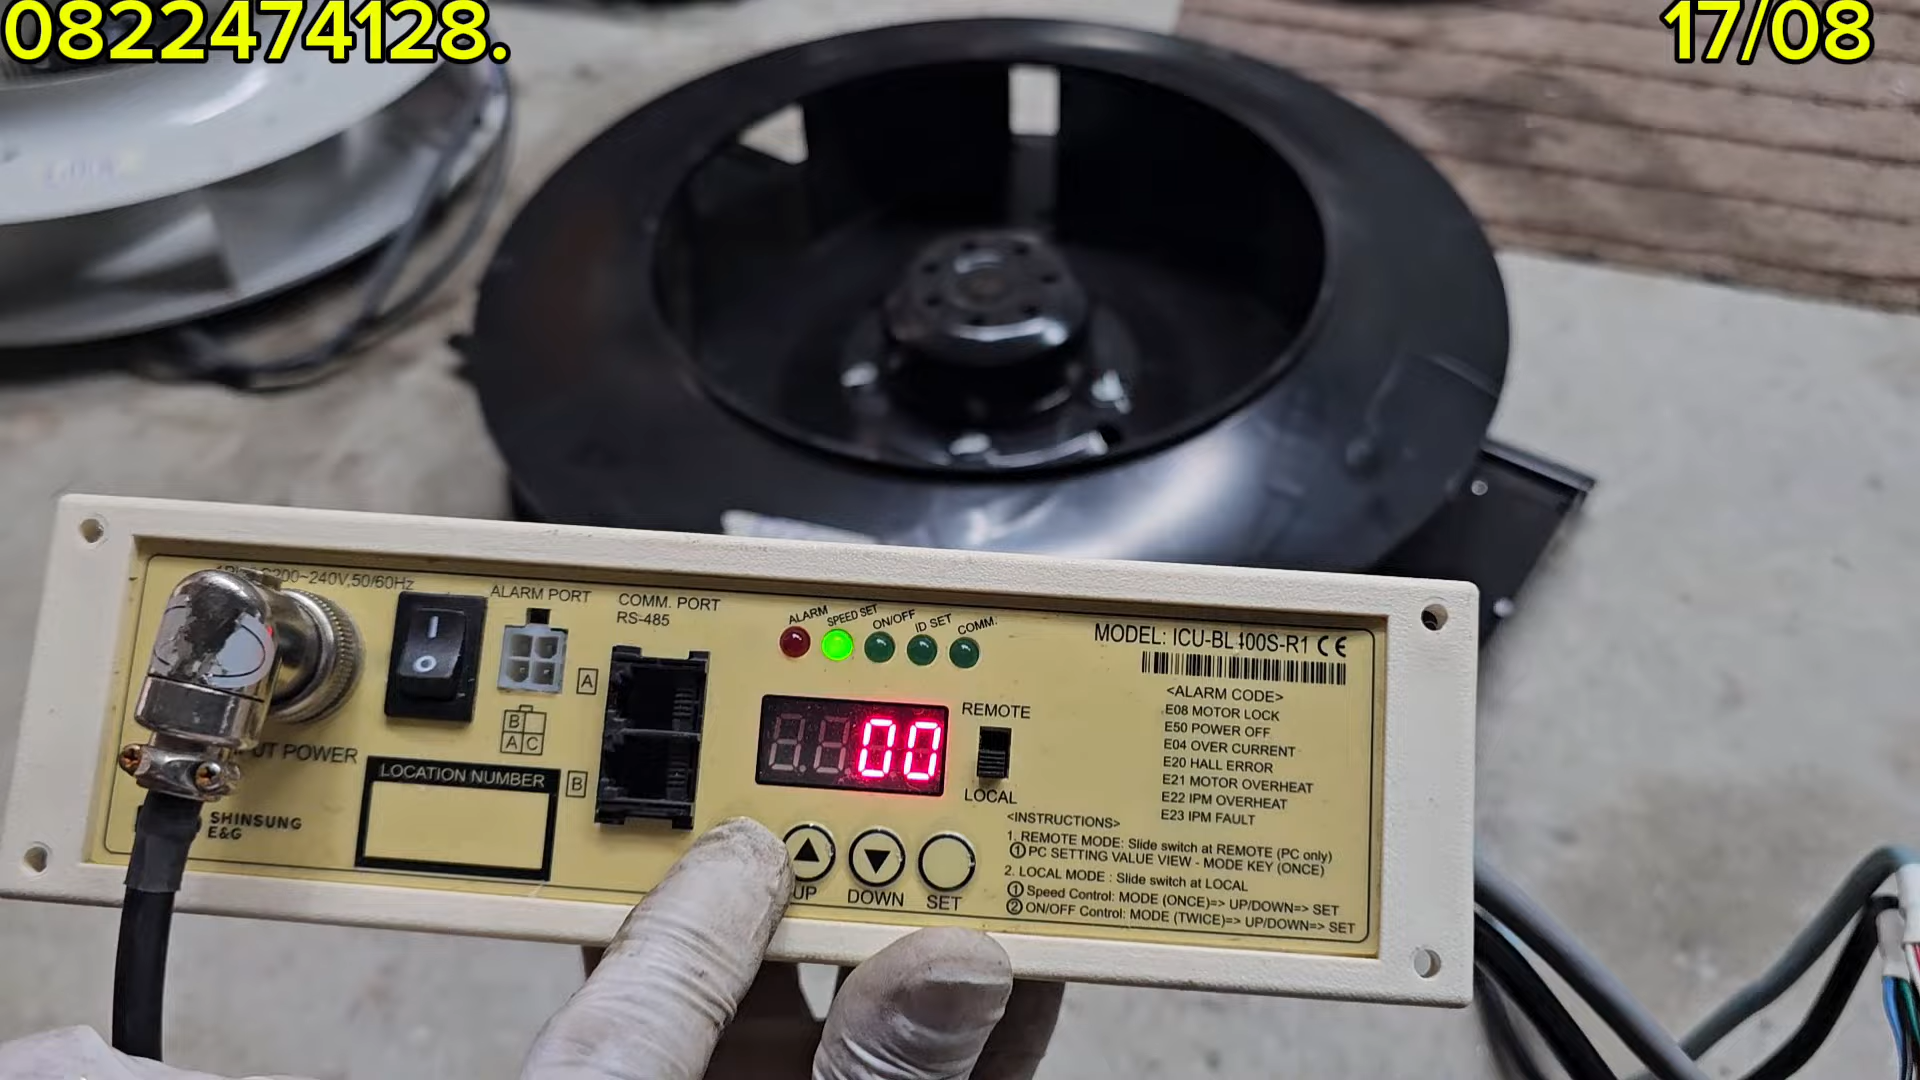 0822474128.
17/08
200~240V,50/60Hz
ALARM PORT
COMM. PORT
RS-485
ALARM
SPEED SET
ON/OFF
ID SET
COMM.
MODEL: ICU-BL400S-R1 CE
<ALARM CODE>
E08 MOTOR LOCK
E50 POWER OFF
E04 OVER CURRENT
E20 HALL ERROR
E21 MOTOR OVERHEAT
E22 IPM OVERHEAT
E23 IPM FAULT
I
O
A
B
A C
B
00
REMOTE
LOCAL
POWER
LOCATION NUMBER
SHINSUNG
E&G
UP
DOWN
SET
<INSTRUCTIONS>
1. REMOTE MODE: Slide switch at REMOTE (PC only)
① PC SETTING VALUE VIEW - MODE KEY (ONCE)
2. LOCAL MODE : Slide switch at LOCAL
① Speed Control: MODE (ONCE)=> UP/DOWN=> SET
② ON/OFF Control: MODE (TWICE)=> UP/DOWN=> SET